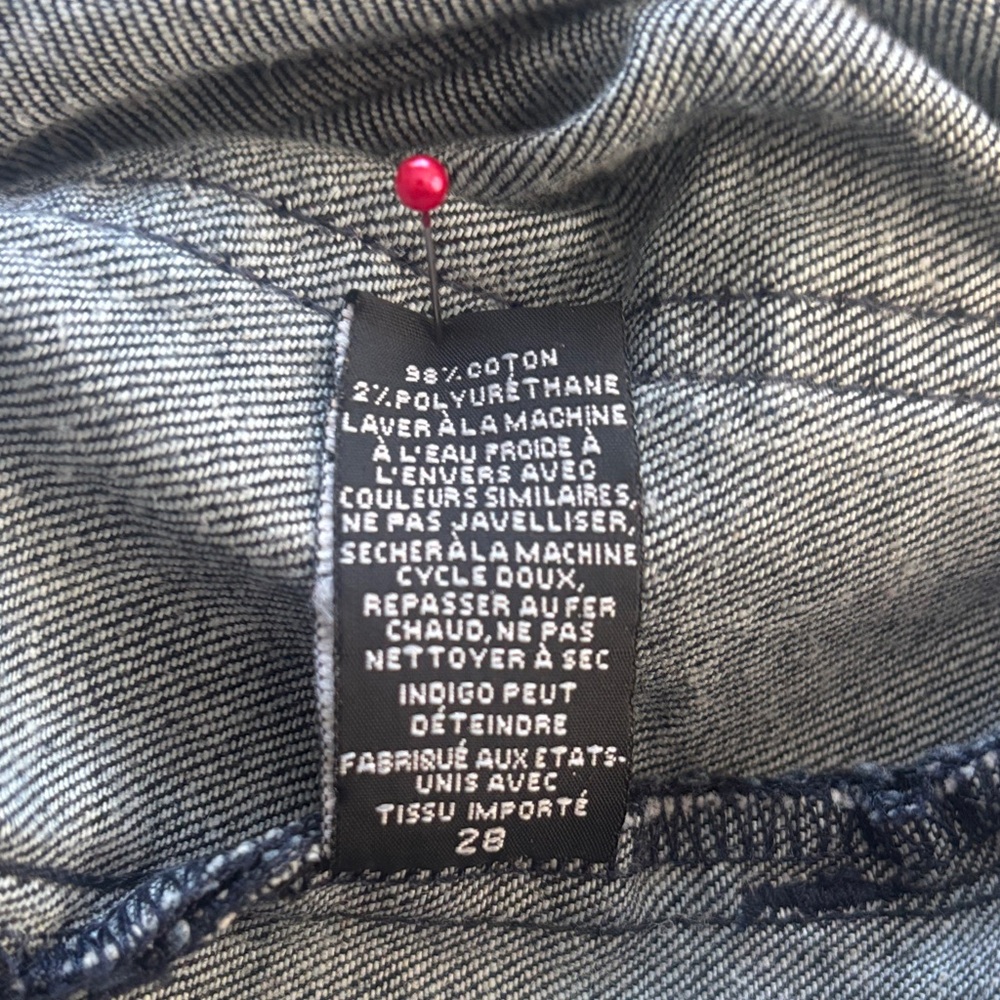 98% COTON
2% POLYURÉTHANE
LAVER À LA MACHINE
À L'EAU FROIDE À
L'ENVERS AVEC
COULEURS SIMILAIRES,
NE PAS JAVELLISER,
SECHER À LA MACHINE
CYCLE DOUX,
REPASSER AU FER
CHAUD, NE PAS
NETTOYER À SEC
INDIGO PEUT
DÉTEINDRE
FABRIQUÉ AUX ETATS-
UNIS AVEC
TISSU IMPORTÉ
28